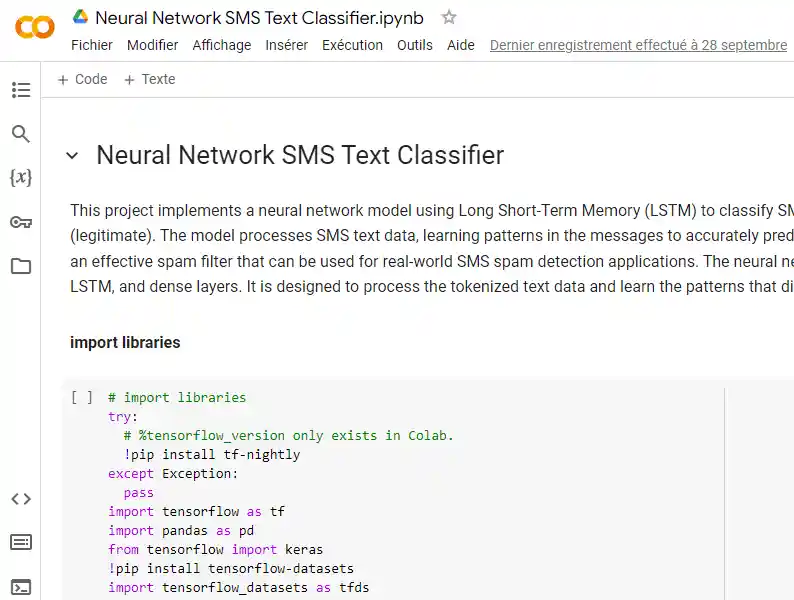 Neural Network SMS Text Classifier.ipynb
Fichier Modifier Affichage Insérer Exécution Outils Aide Dernier enregistrement effectué à 28 septembre
+ Code + Texte
Neural Network SMS Text Classifier
This project implements a neural network model using Long Short-Term Memory (LSTM) to classify SM
(legitimate). The model processes SMS text data, learning patterns in the messages to accurately pred
an effective spam filter that can be used for real-world SMS spam detection applications. The neural ne
LSTM, and dense layers. It is designed to process the tokenized text data and learn the patterns that di
import libraries
[ ] # import libraries
try:
# %tensorflow_version only exists in Colab.
!pip install tf-nightly
except Exception:
pass
import tensorflow as tf
import pandas as pd
from tensorflow import keras
!pip install tensorflow-datasets
import tensorflow_datasets as tfds